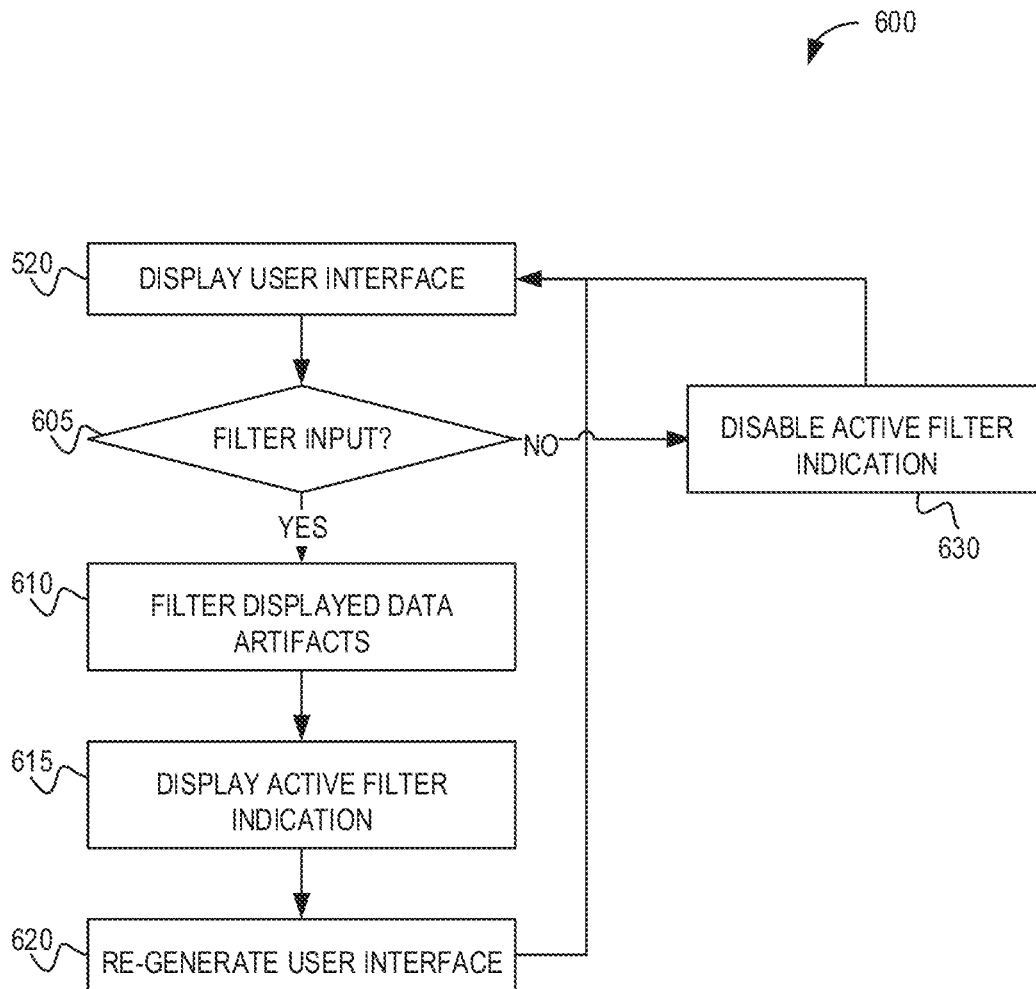 600
520
DISPLAY USER INTERFACE
605
FILTER INPUT?
NO
DISABLE ACTIVE FILTER
INDICATION
630
YES
610
FILTER DISPLAYED DATA
ARTIFACTS
615
DISPLAY ACTIVE FILTER
INDICATION
620
RE-GENERATE USER INTERFACE